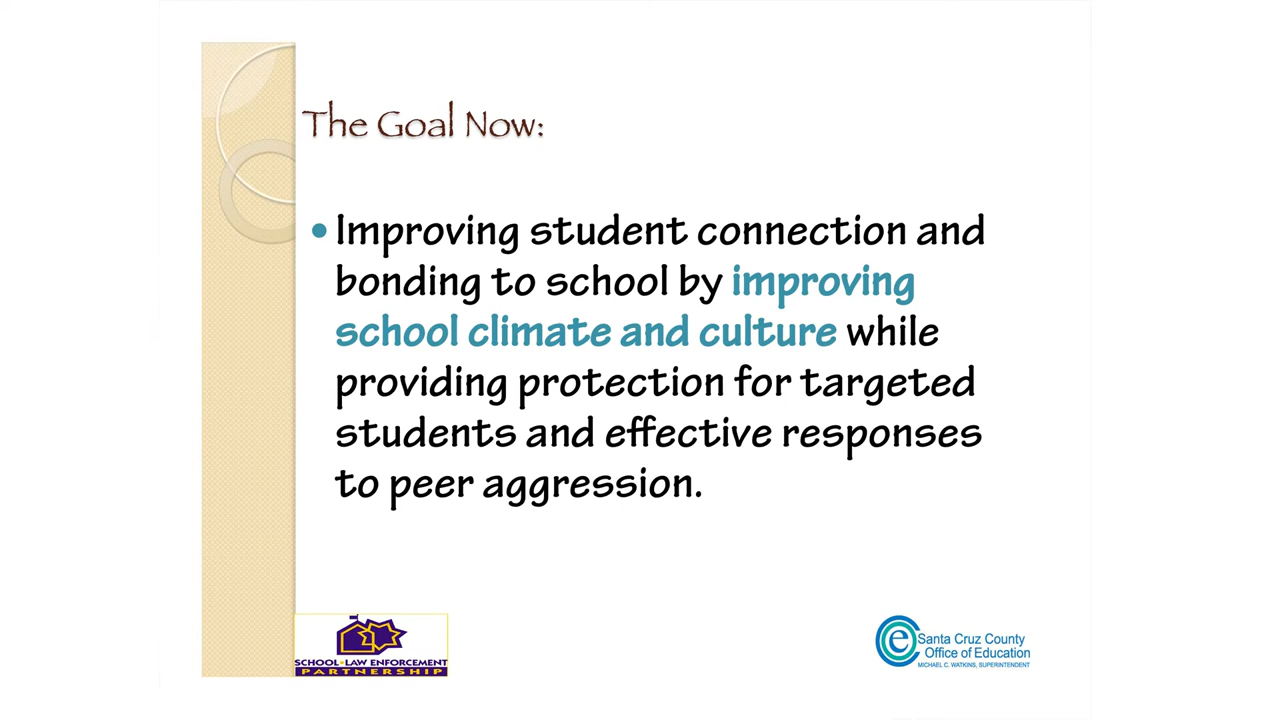 The Goal Now:
• Improving student connection and
bonding to school by improving
school climate and culture while
providing protection for targeted
students and effective responses
to peer aggression.
SCHOOL • LAW ENFORCEMENT
PARTNERSHIP
e Santa Cruz County
Office of Education
MICHAEL C. WATKINS, SUPERINTENDENT